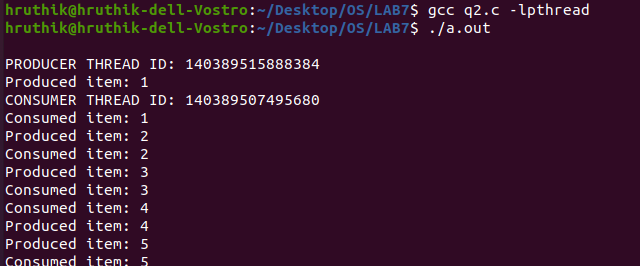 hruthik@hruthik-dell-Vostro:~/Desktop/OS/LAB7$ gcc q2.c -lpthread
hruthik@hruthik-dell-Vostro:~/Desktop/OS/LAB7$ ./a.out
PRODUCER THREAD ID: 140389515888384
Produced item: 1
CONSUMER THREAD ID: 140389507495680
Consumed item: 1
Produced item: 2
Consumed item: 2
Produced item: 3
Consumed item: 3
Consumed item: 4
Produced item: 4
Produced item: 5
Consumed item: 5